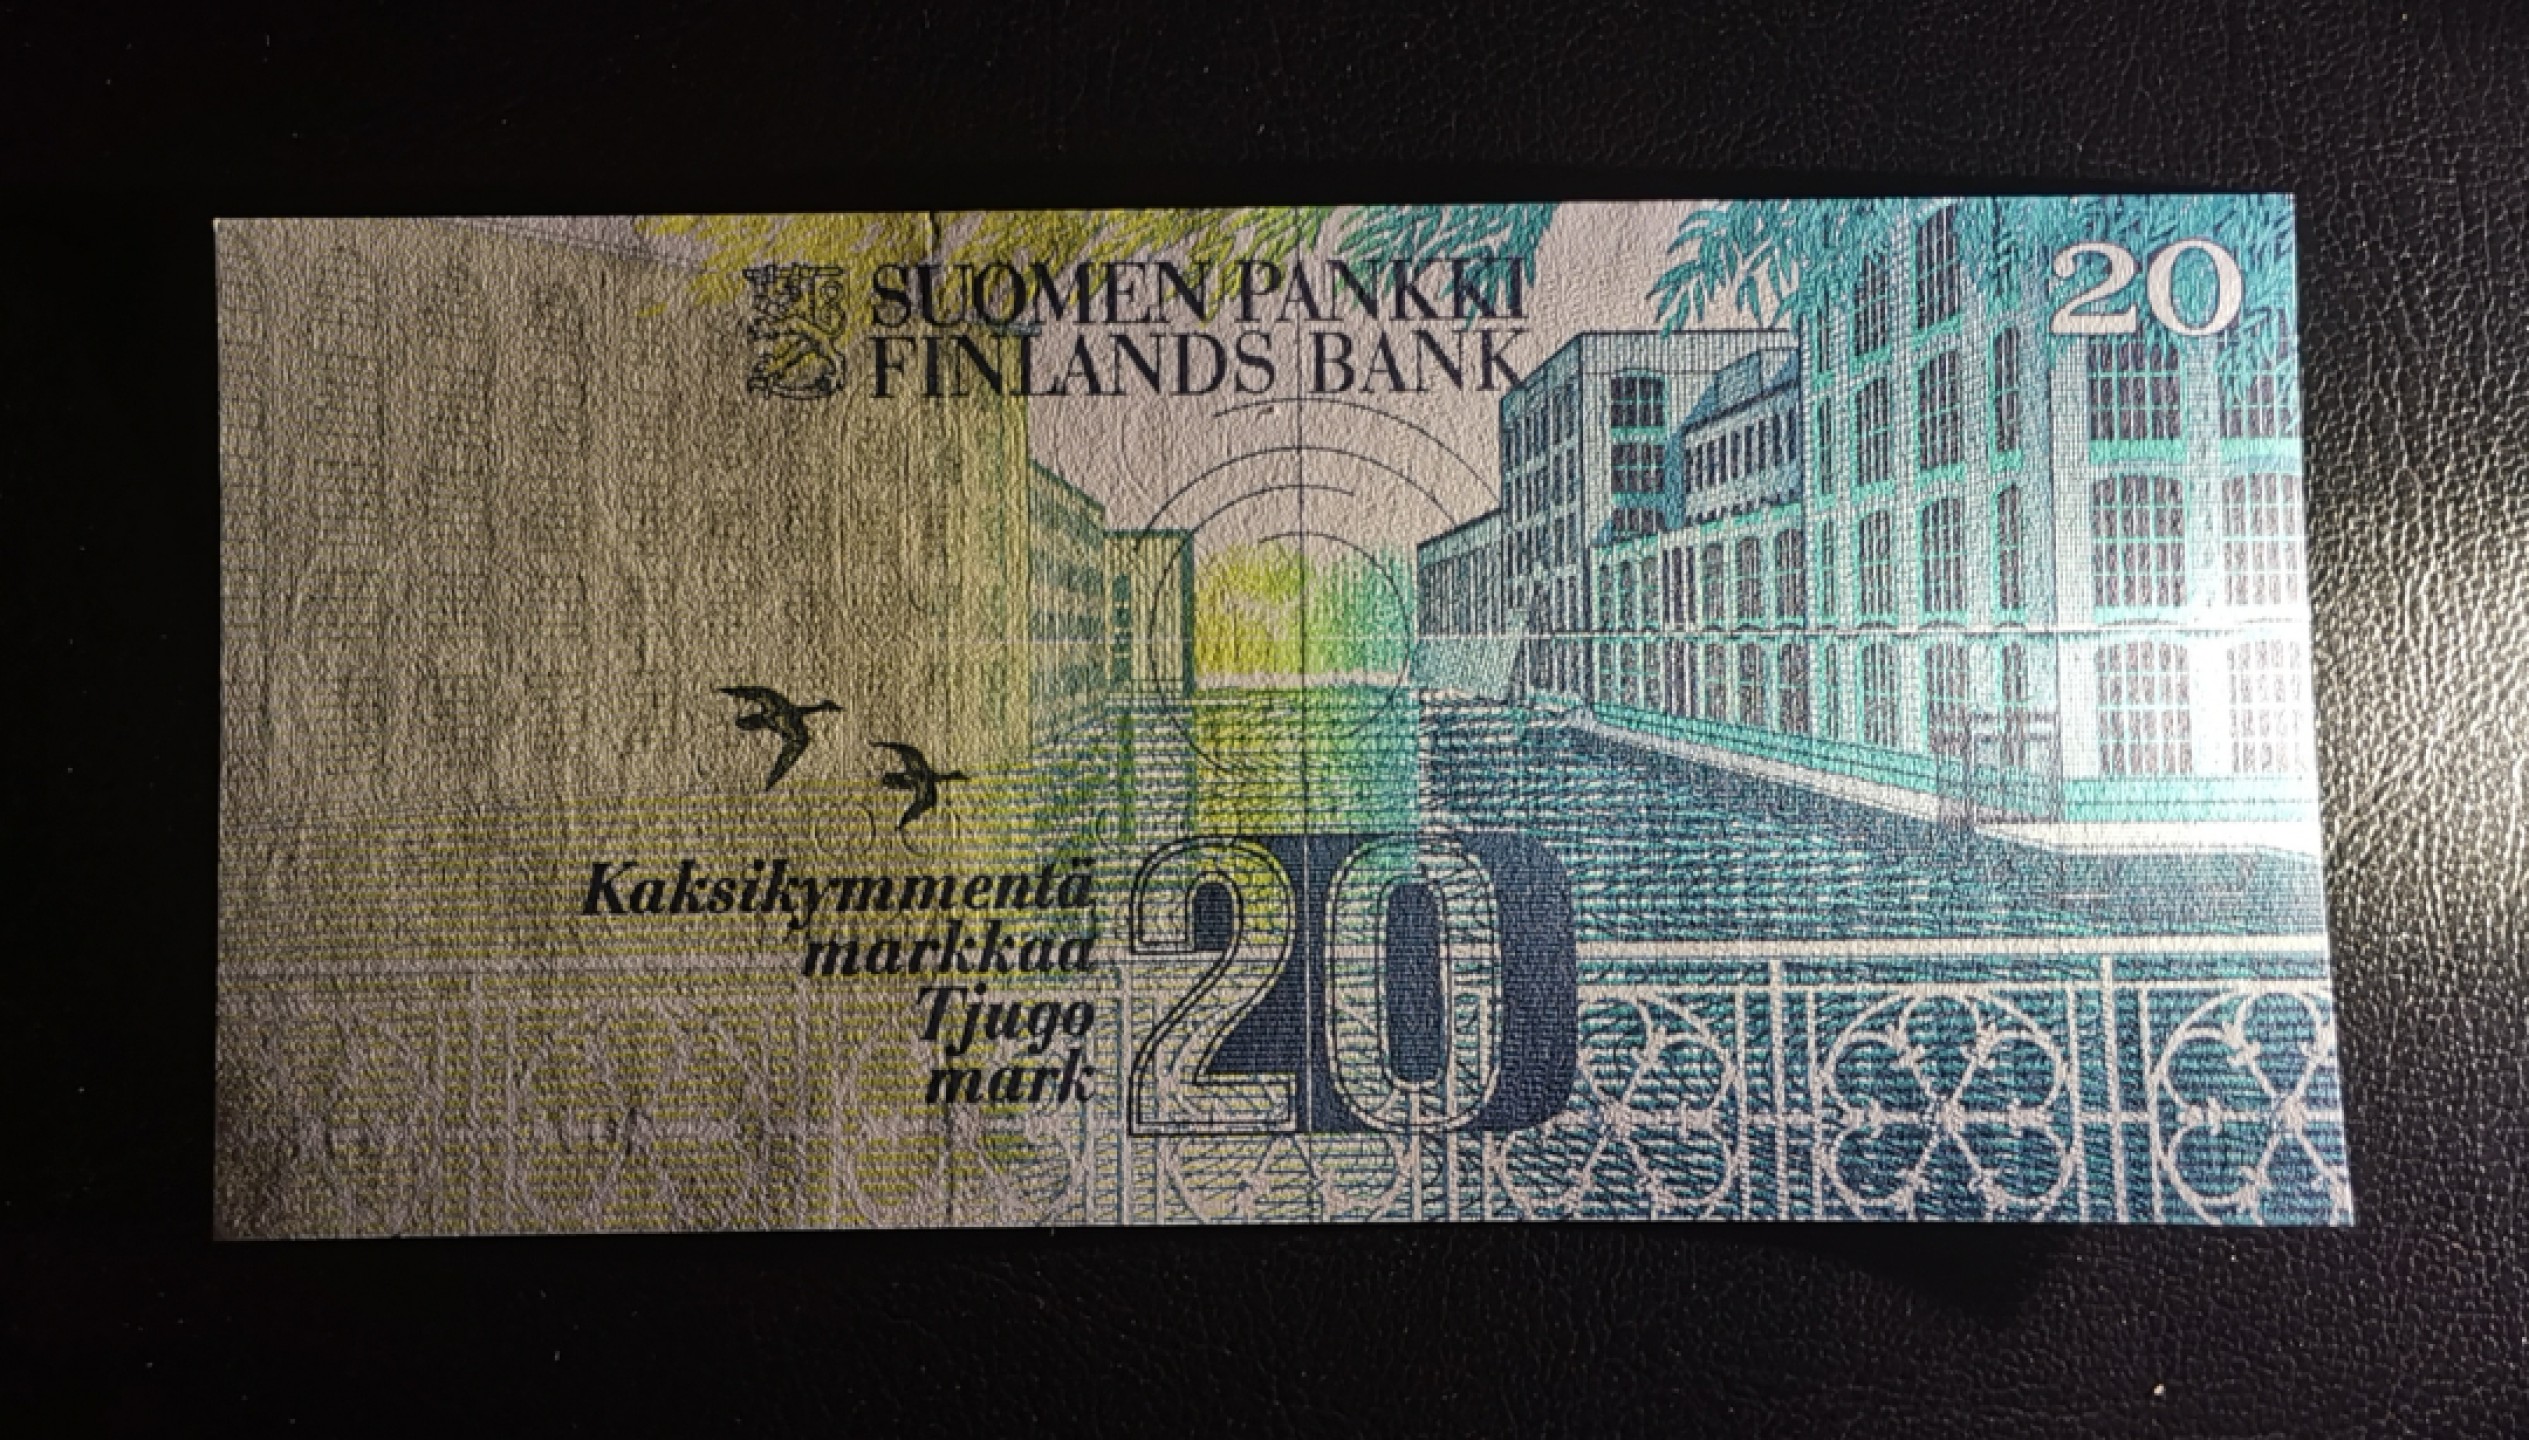 SUOMEN PANKKI
FINLANDS BANK
20
Kaksikymmentä
markkaa
Tjugo
mark
20